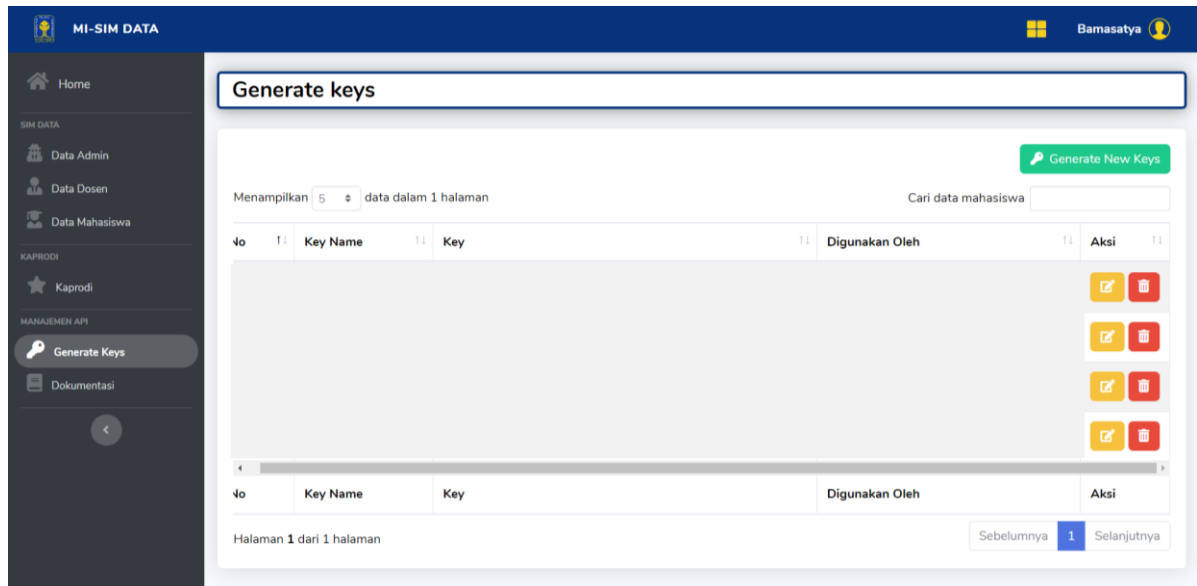 MI-SIM DATA
Bamasatya
Home
SIM DATA
Data Admin
Data Dosen
Data Mahasiswa
KAPRODI
Kaprodi
MANAJEMEN API
Generate Keys
Dokumentasi
Generate keys
Generate New Keys
Menampilkan 5 data dalam 1 halaman
Cari data mahasiswa
No Key Name Key Digunakan Oleh Aksi
No Key Name Key Digunakan Oleh Aksi
Halaman 1 dari 1 halaman
Sebelumnya 1 Selanjutnya